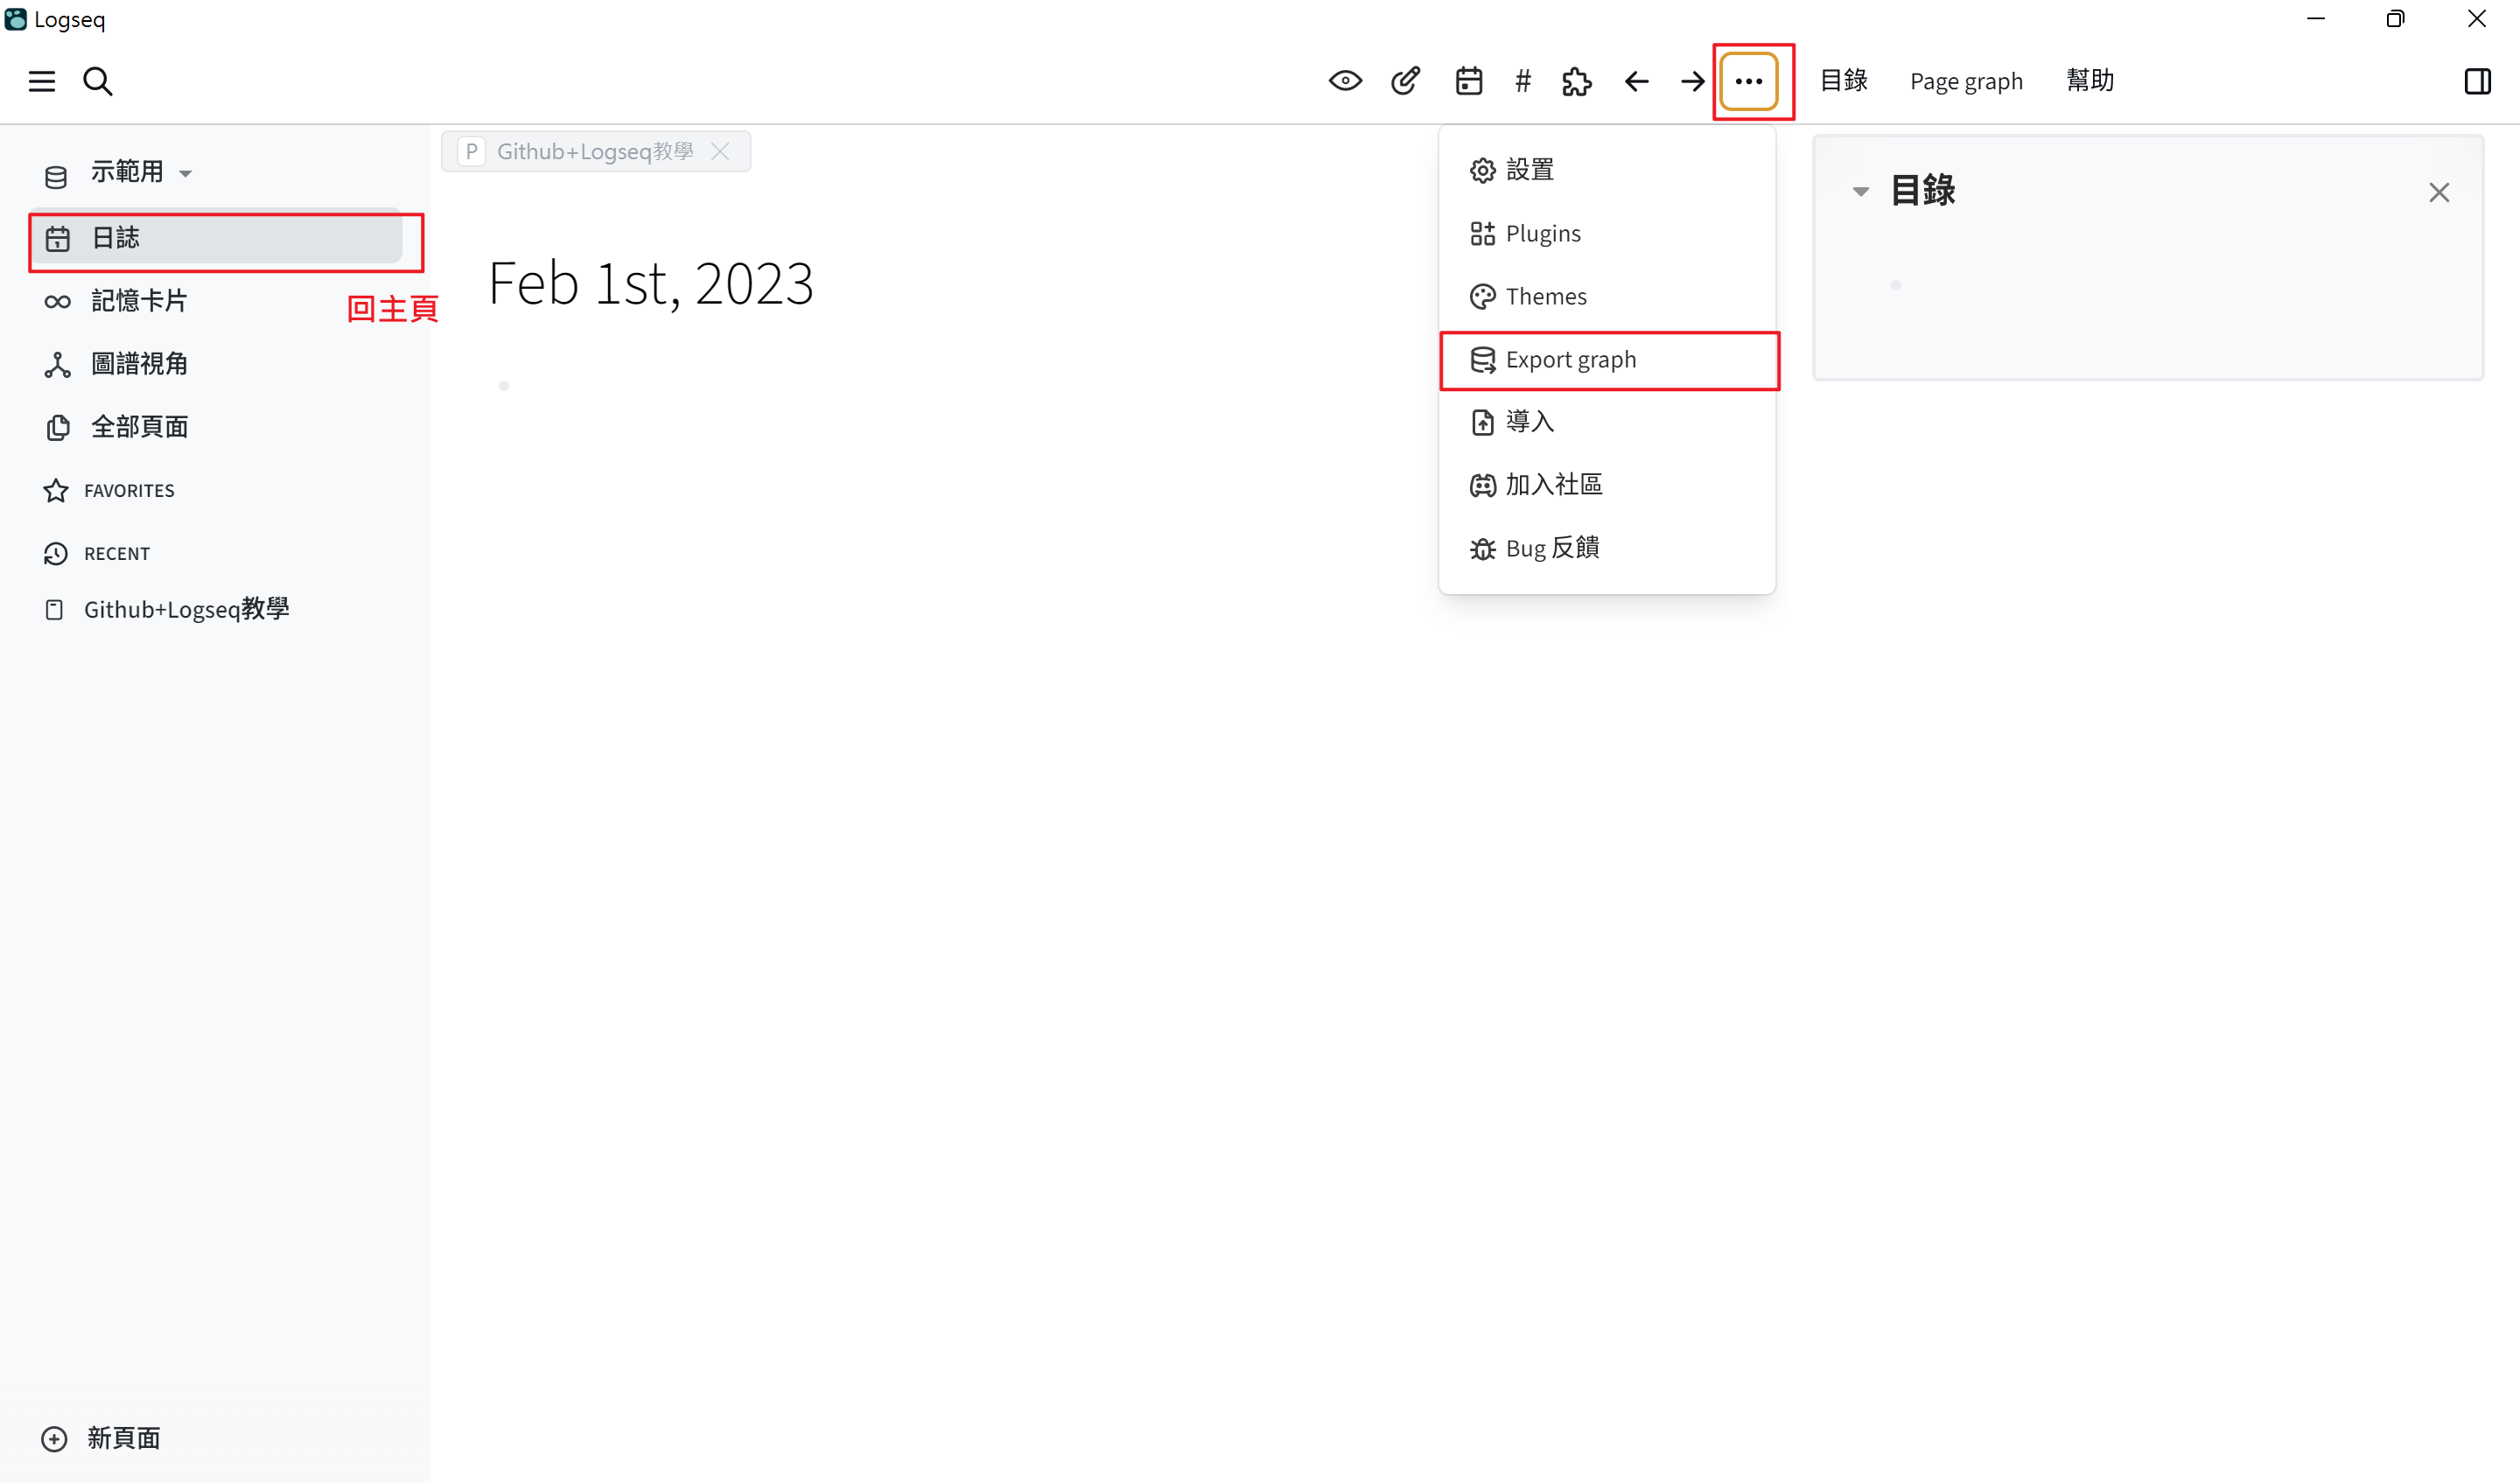 Logseq
#
目錄
Page graph
幫助
示範用
日誌
記憶卡片
回主頁
圖譜視角
全部頁面
FAVORITES
RECENT
Github+Logseq教學
新頁面
P Github+Logseq教學
Feb 1st, 2023
設置
Plugins
Themes
Export graph
導入
加入社區
Bug 反饋
目錄